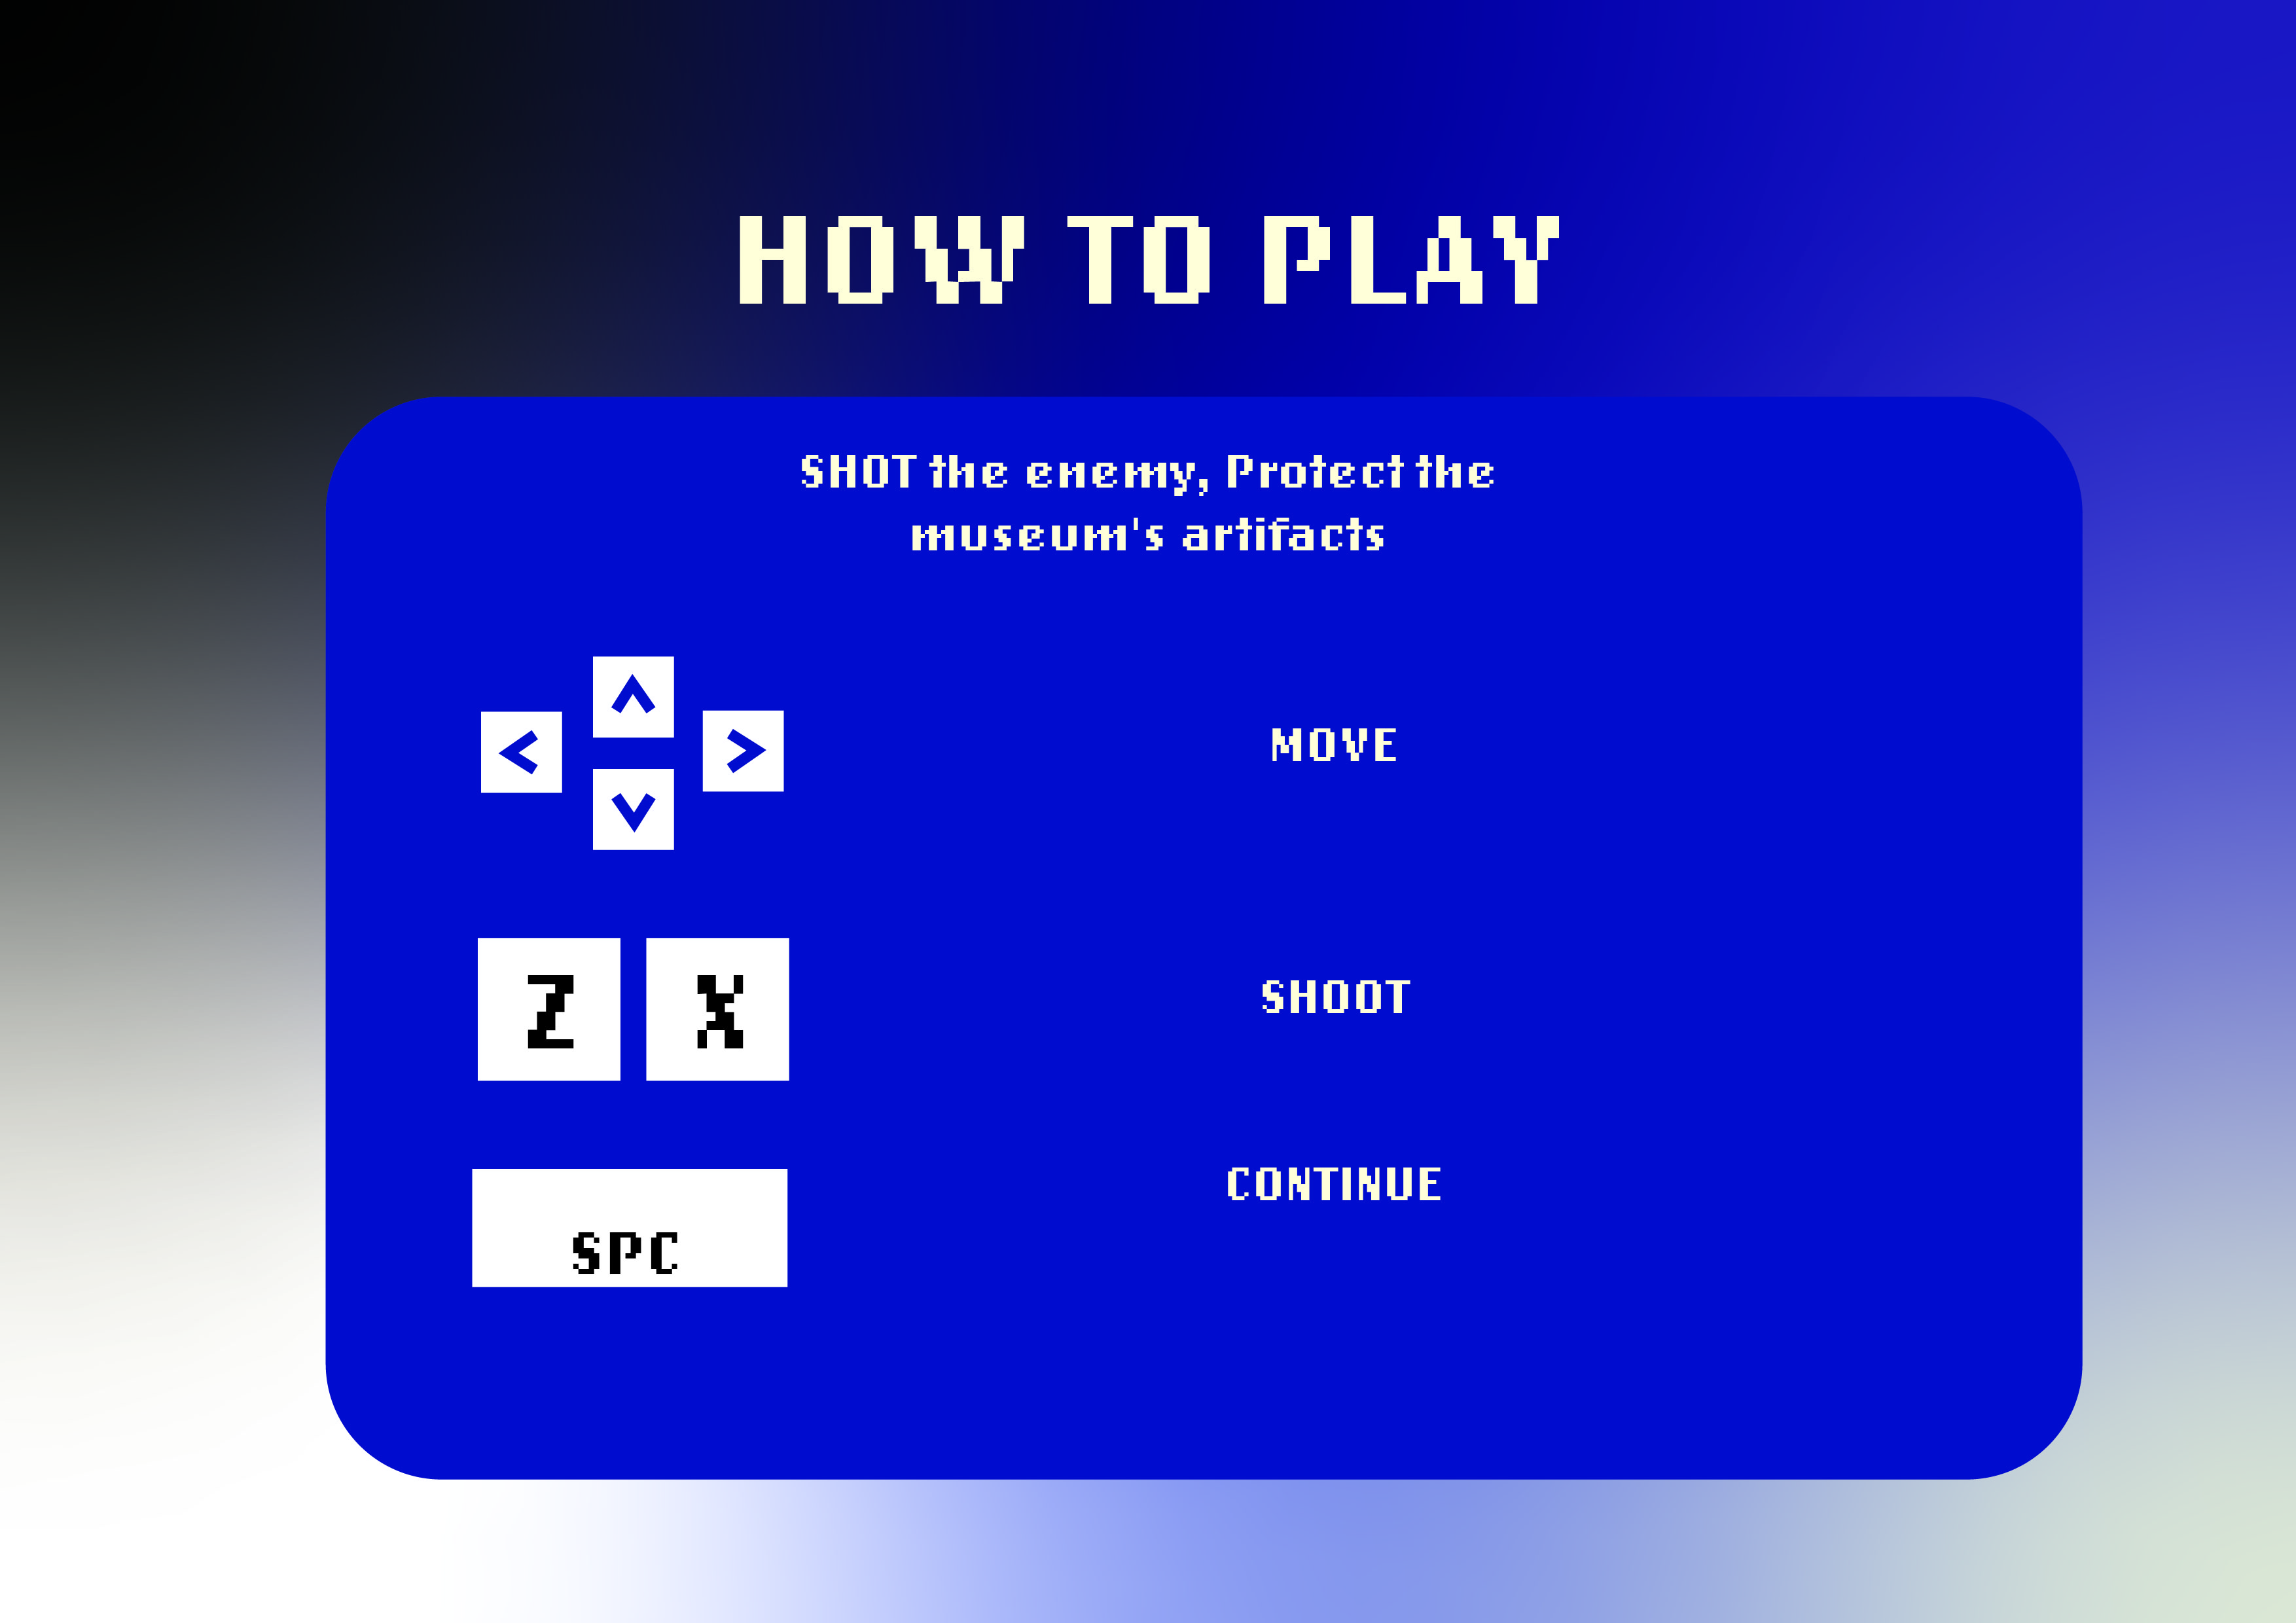 HOW TO PLAY
SHOT the enemy, Protect the
museum's artifacts
MOVE
Z X
SHOOT
SPC
CONTINUE